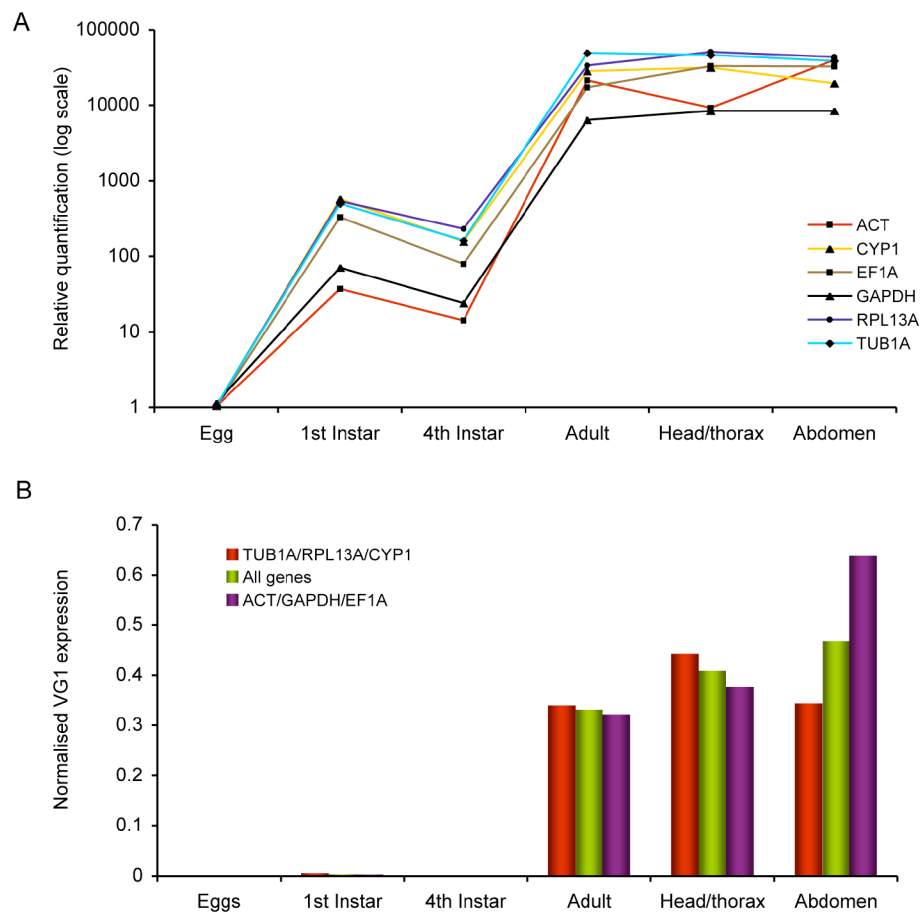 A
Relative quantification (log scale)
100000
10000
1000
100
10
1
Egg 1st Instar 4th Instar Adult Head/thorax Abdomen
ACT
CYP1
EF1A
GAPDH
RPL13A
TUB1A
B
Normalised VG1 expression
0.7
0.6
0.5
0.4
0.3
0.2
0.1
0
TUB1A/RPL13A/CYP1
All genes
ACT/GAPDH/EF1A
Eggs 1st Instar 4th Instar Adult Head/thorax Abdomen